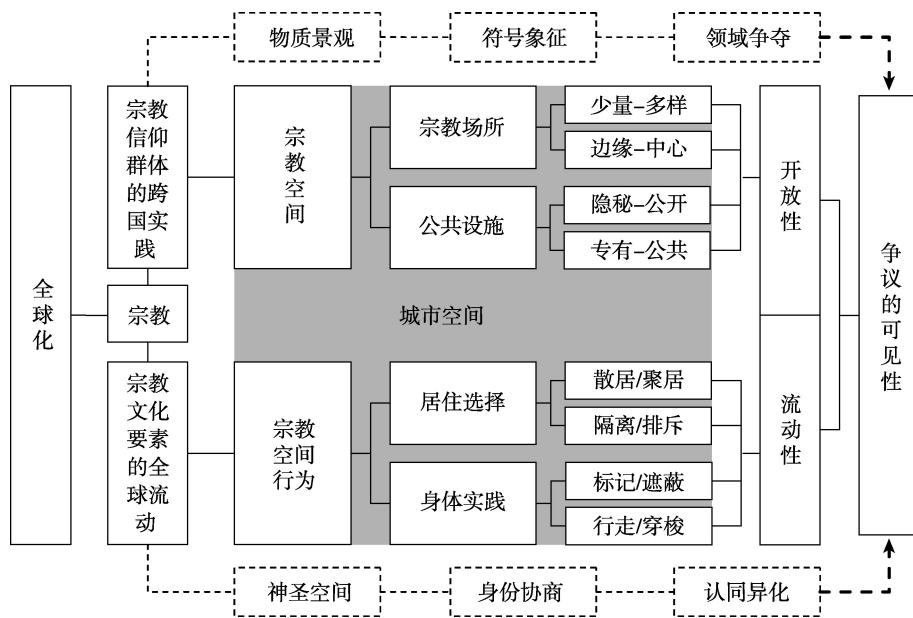 物质景观
符号象征
领域争夺
全球化
宗教
信仰
群体
的跨
国实
践
宗教
宗教
文化
要素
的全
球流
动
宗教空间
宗教
空间
行为
宗教场所
公共设施
城市空间
居住选择
身体实践
少量–多样
边缘–中心
隐秘–公开
专有–公共
散居/聚居
隔离/排斥
标记/遮蔽
行走/穿梭
开放性
流动性
争议的可见性
神圣空间
身份协商
认同异化